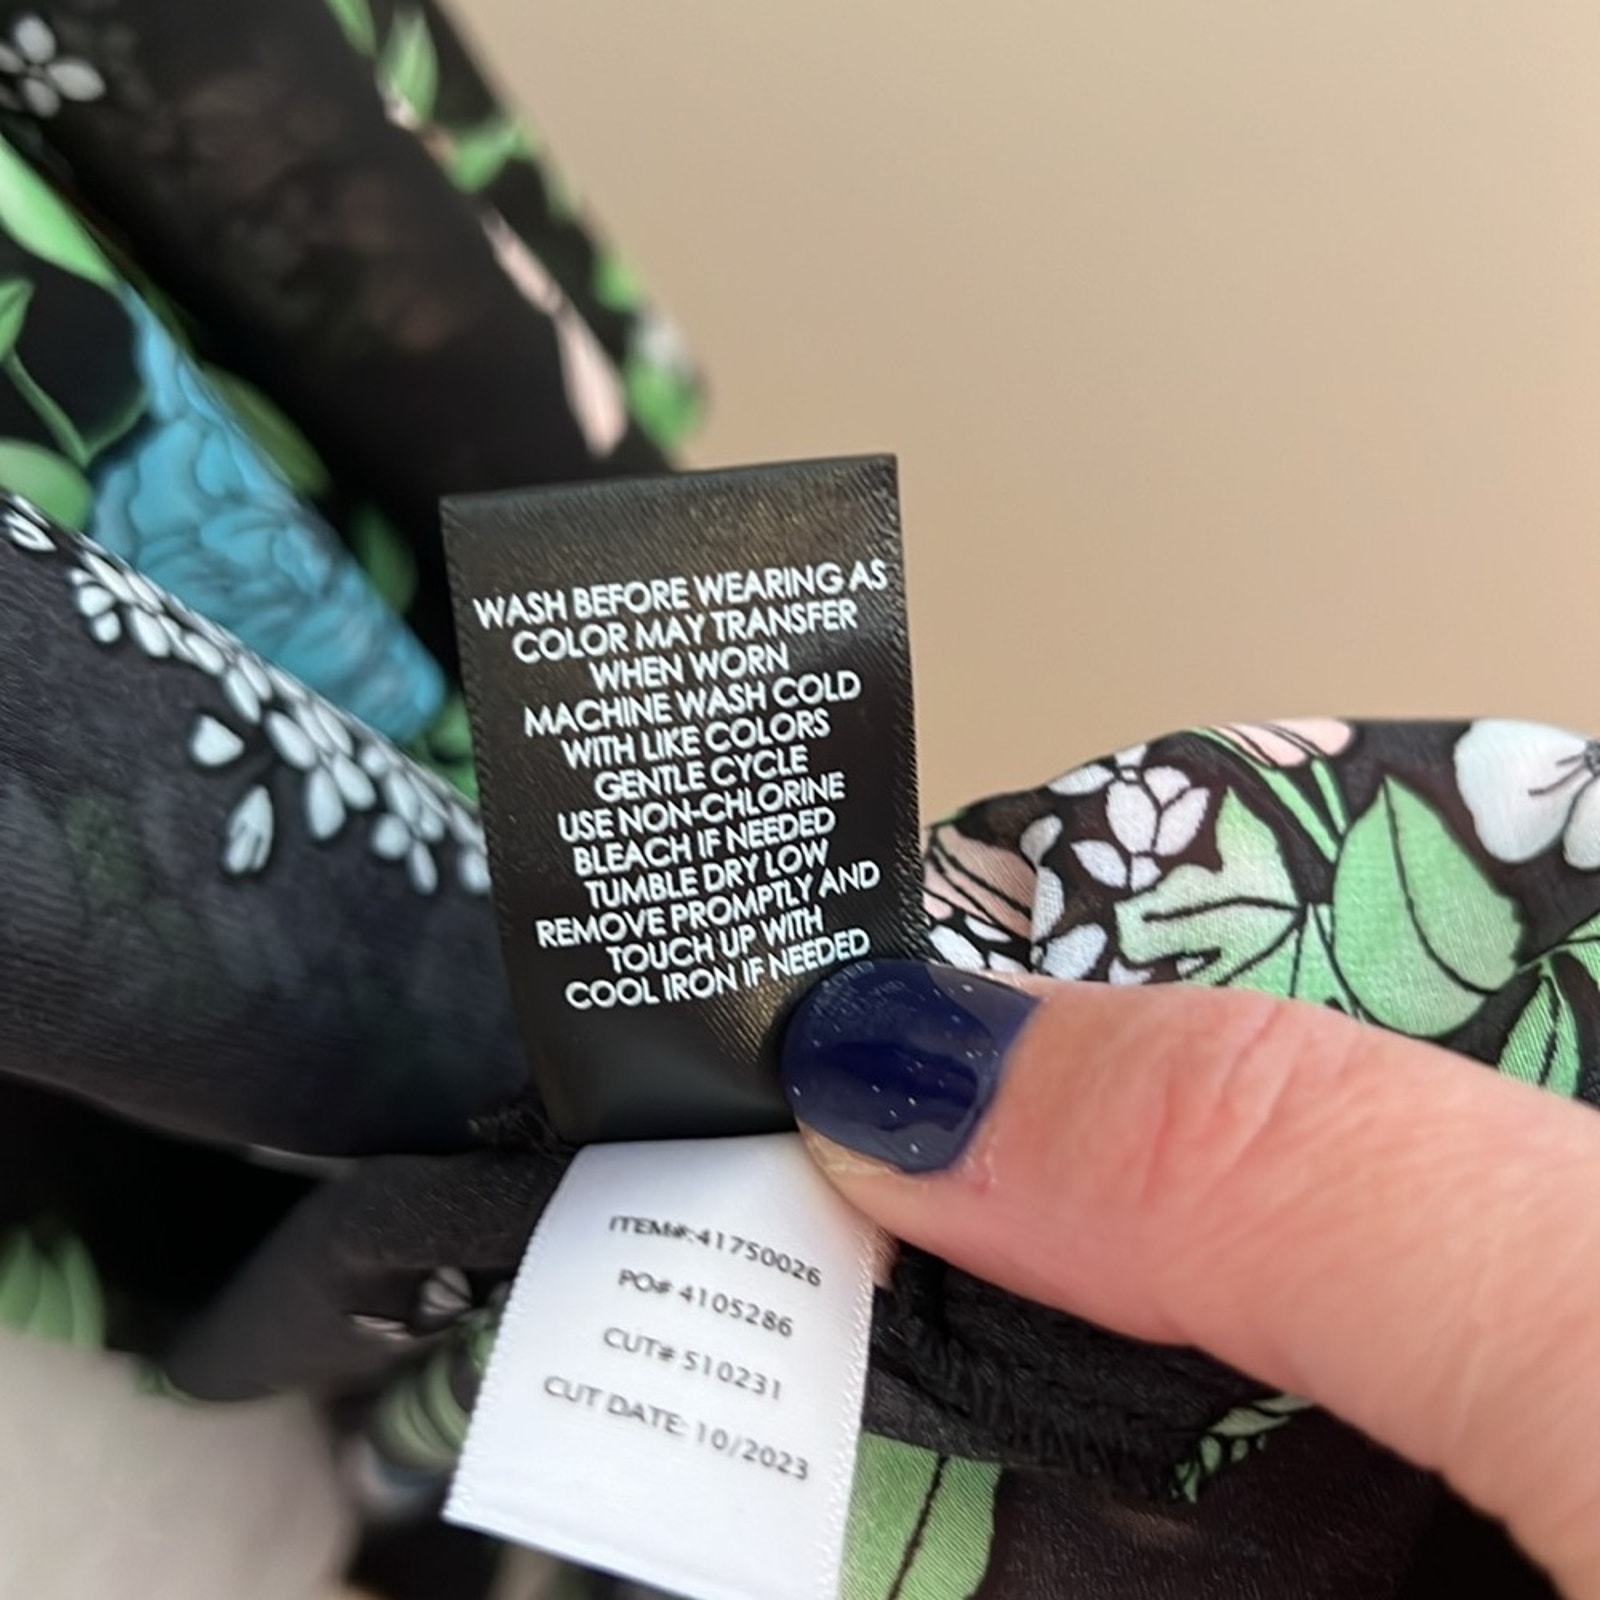 WASH BEFORE WEARING AS
COLOR MAY TRANSFER
WHEN WORN
MACHINE WASH COLD
WITH LIKE COLORS
GENTLE CYCLE
USE NON-CHLORINE
BLEACH IF NEEDED
TUMBLE DRY LOW
REMOVE PROMPTLY AND
TOUCH UP WITH
COOL IRON IF NEEDED
ITEM#:41750026
PO# 4105286
CUT# 510231
CUT DATE: 10/2023